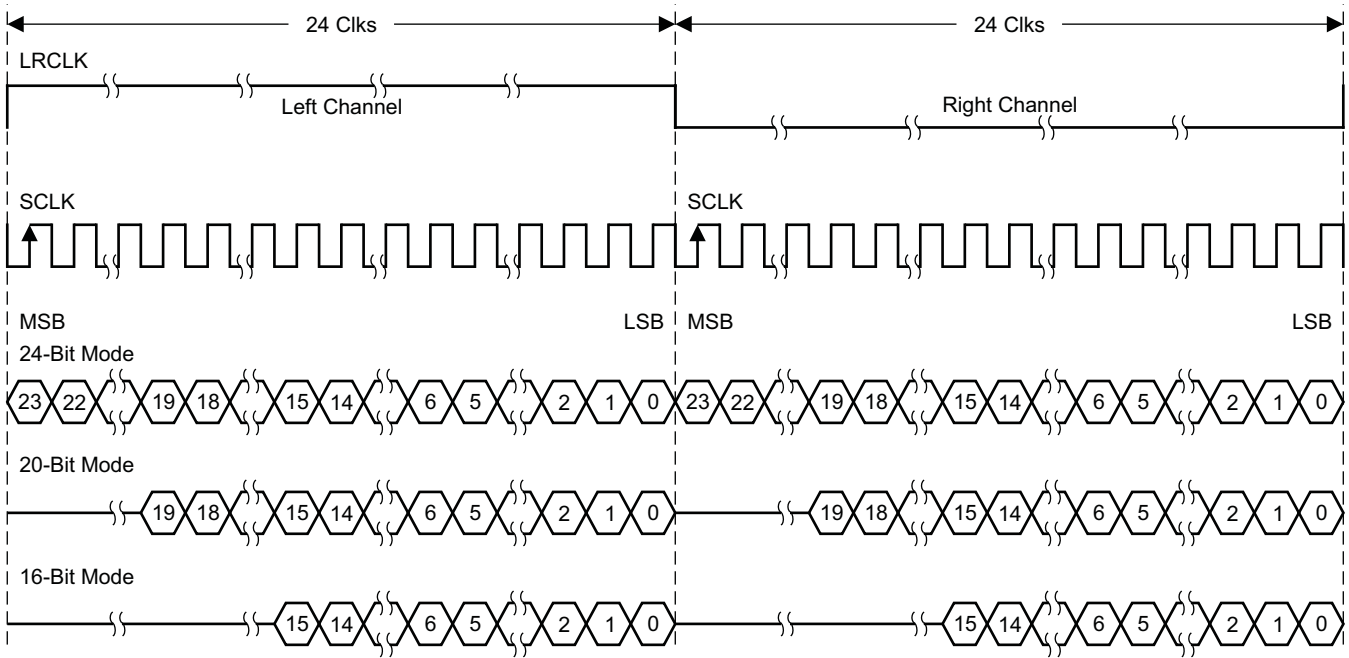 24 Clks 24 Clks
LRCLK
Left Channel Right Channel
SCLK SCLK
MSB LSB MSB LSB
24-Bit Mode
23 22 19 18 15 14 6 5 2 1 0 23 22 19 18 15 14 6 5 2 1 0
20-Bit Mode
19 18 15 14 6 5 2 1 0 19 18 15 14 6 5 2 1 0
16-Bit Mode
15 14 6 5 2 1 0 15 14 6 5 2 1 0